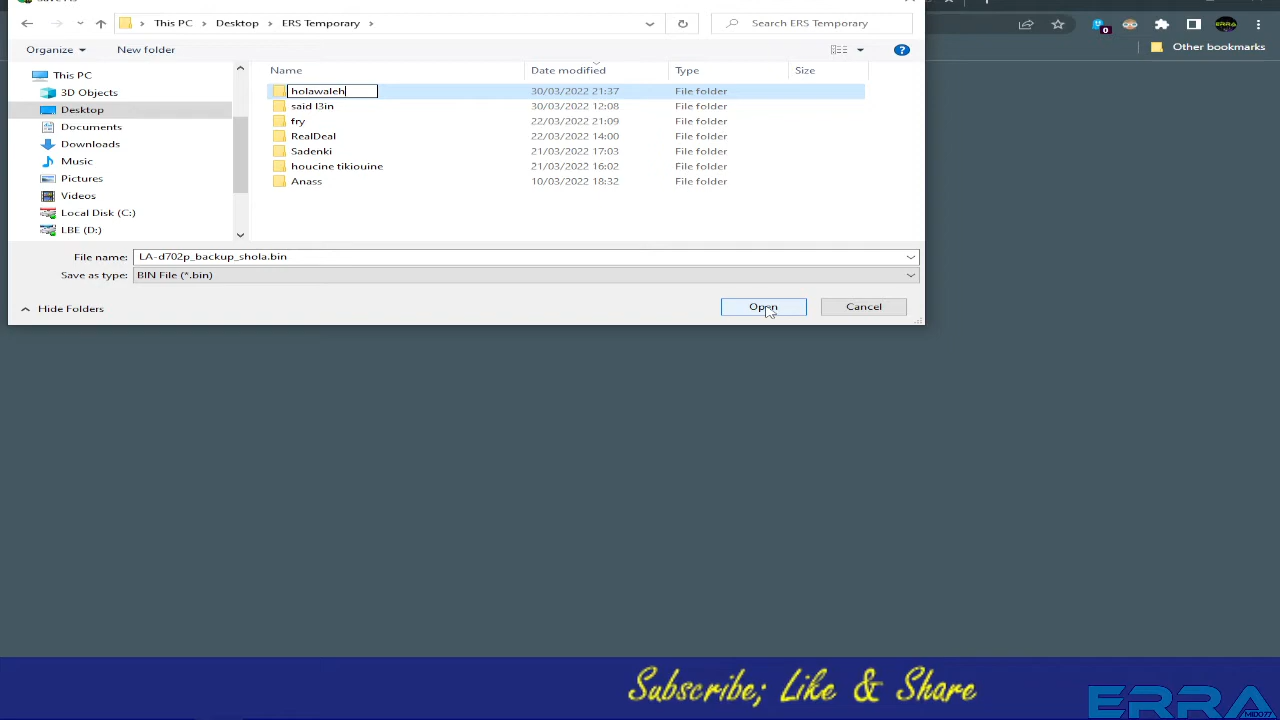 This PC > Desktop > ERS Temporary >
Search ERS Temporary
0
ERRA
Organize
New folder
?
Other bookmarks
Name
Date modified
Type
Size
This PC
3D Objects
Desktop
Documents
Downloads
Music
Pictures
Videos
Local Disk (C:)
LBE (D:)
holawaleh 30/03/2022 21:37 File folder
said l3in 30/03/2022 12:08 File folder
fry 22/03/2022 21:09 File folder
RealDeal 22/03/2022 14:00 File folder
Sadenki 21/03/2022 17:03 File folder
houcine tikiouine 21/03/2022 16:02 File folder
Anass 10/03/2022 18:32 File folder
File name: LA-d702p_backup_shola.bin
Save as type: BIN File (*.bin)
Hide Folders
Open
Cancel
Subscribe; Like & Share
ERRA